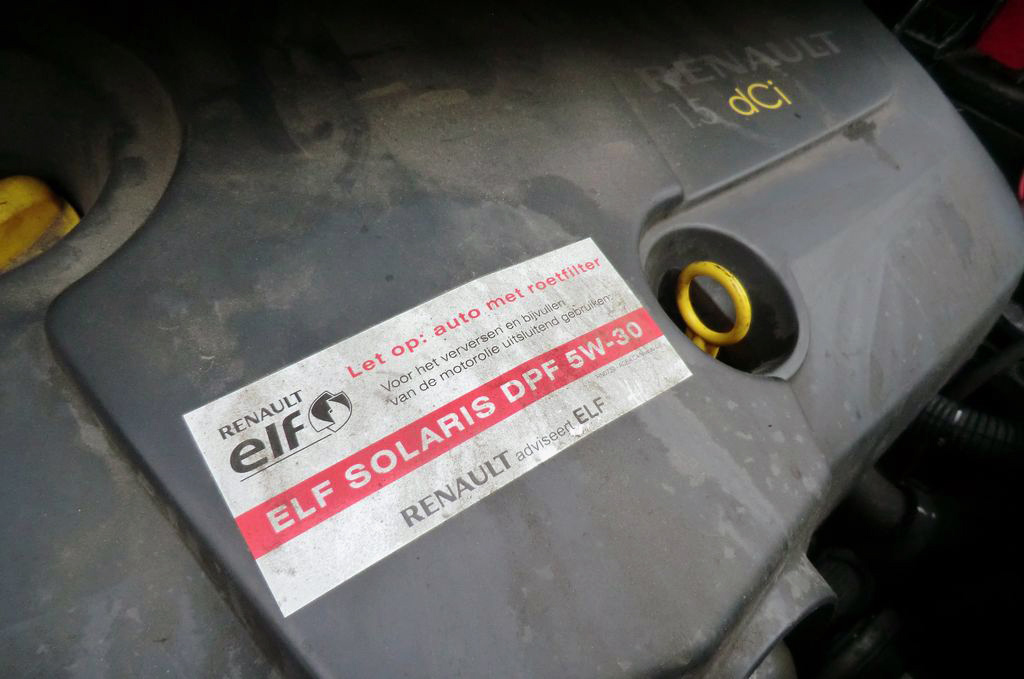 RENAULT
1.5 dCi
Let op: auto met roetfilter
Voor het verversen en bijvullen
van de motorolie uitsluitend gebruiken:
RENAULT
elf
ELF SOLARIS DPF 5W-30
RENAULT adviseert ELF